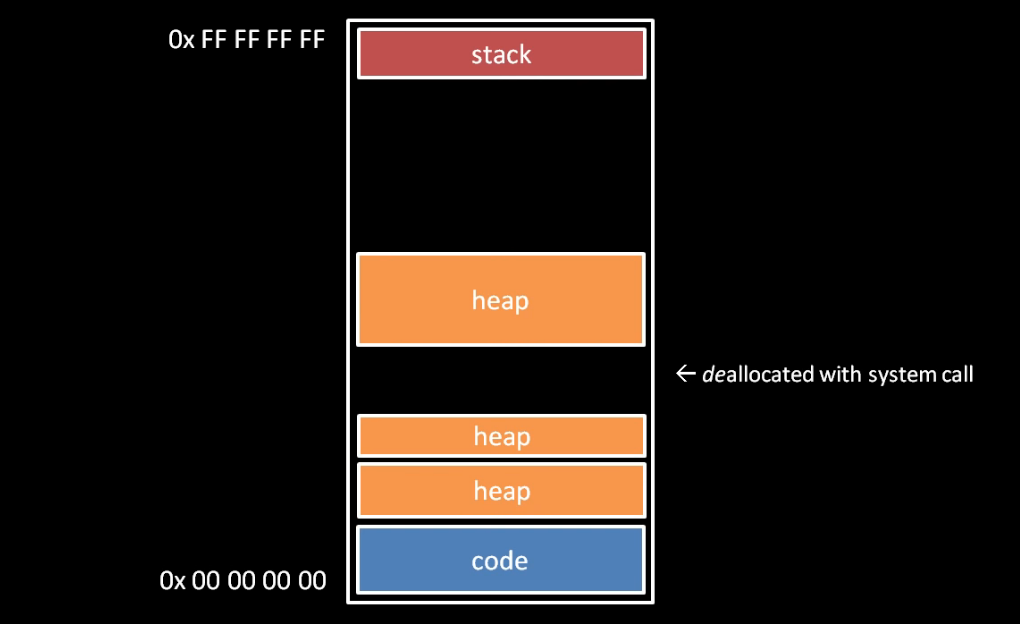 0x FF FF FF FF
stack
heap
← deallocated with system call
heap
heap
code
0x 00 00 00 00